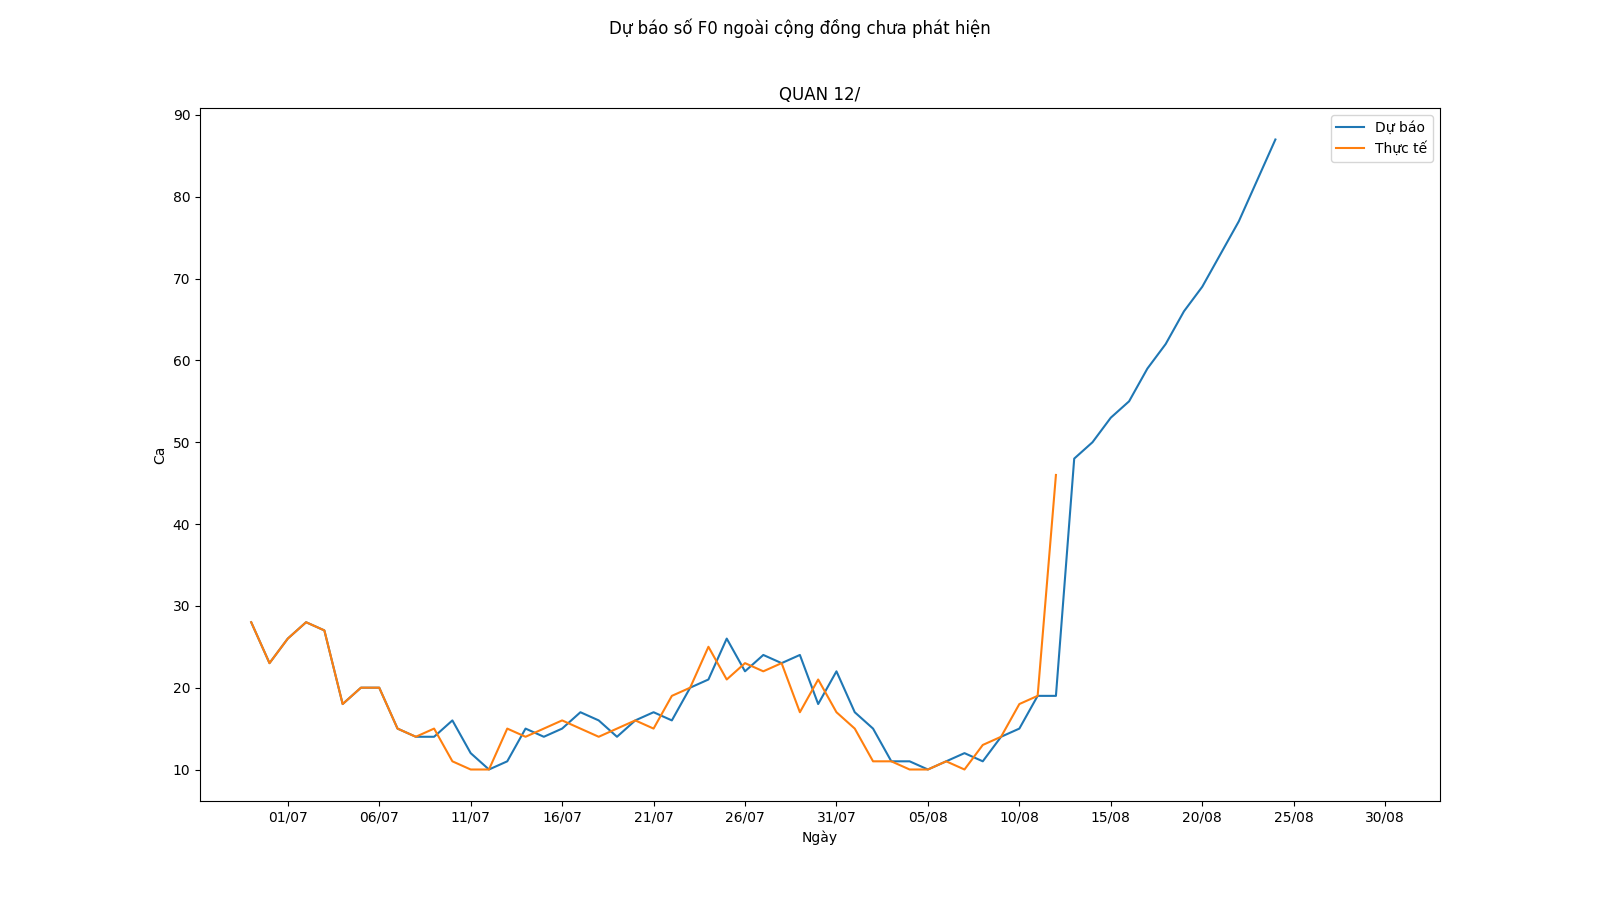 Dự báo số F0 ngoài cộng đồng chưa phát hiện
QUAN 12/
90
80
70
60
50
40
30
20
10
Ca
Dự báo
Thực tế
01/07 06/07 11/07 16/07 21/07 26/07 31/07 05/08 10/08 15/08 20/08 25/08 30/08
Ngày